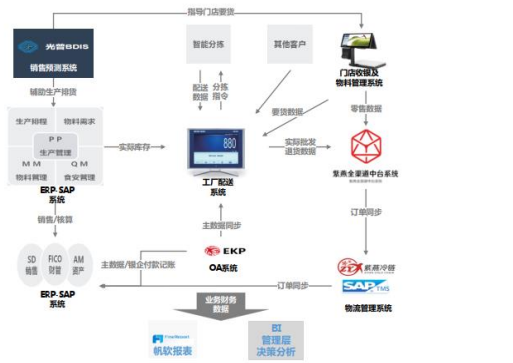 指导门店要货
光普BDIS
销售预测系统
智能分拣
其他客户
门店收银及
物料管理系统
辅助生产排货
配送
数据
分拣
指令
要货数据
零售数据
生产排程
物料需求
PP
生产管理
MM
物料管理
QM
食安管理
ERP-SAP
系统
实际库存
880
工厂配送
系统
实际批发
退货数据
紫燕全渠道中台系统
销售/核算
主数据同步
订单同步
SD
销售
FICO
财管
AM
资产
ERP-SAP
系统
主数据/银企付款记账
EKP
OA系统
ZYX
紫燕冷链
SAP TMS
物流管理系统
订单同步
业务财务
数据
FineReport
帆软报表
BI
管理层
决策分析